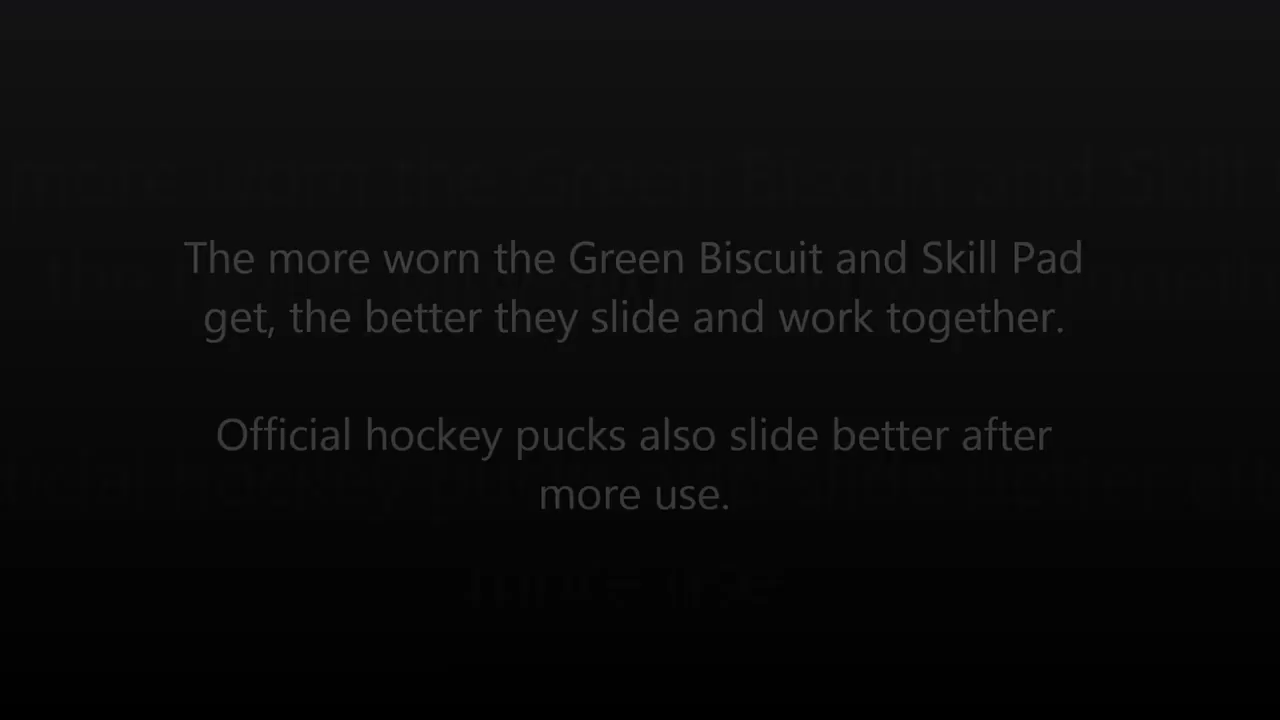 The more worn the Green Biscuit and Skill Pad
get, the better they slide and work together.
Official hockey pucks also slide better after
more use.